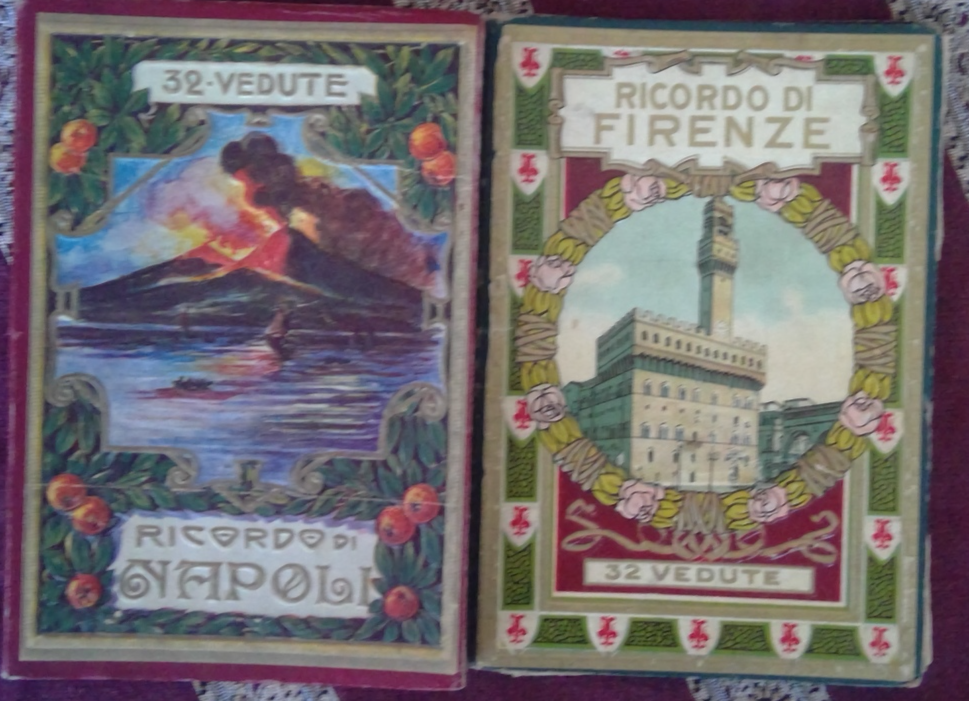 32-VEDUTE
RICORDO DI
NAPOLI
RICORDO DI
FIRENZE
32 VEDUTE